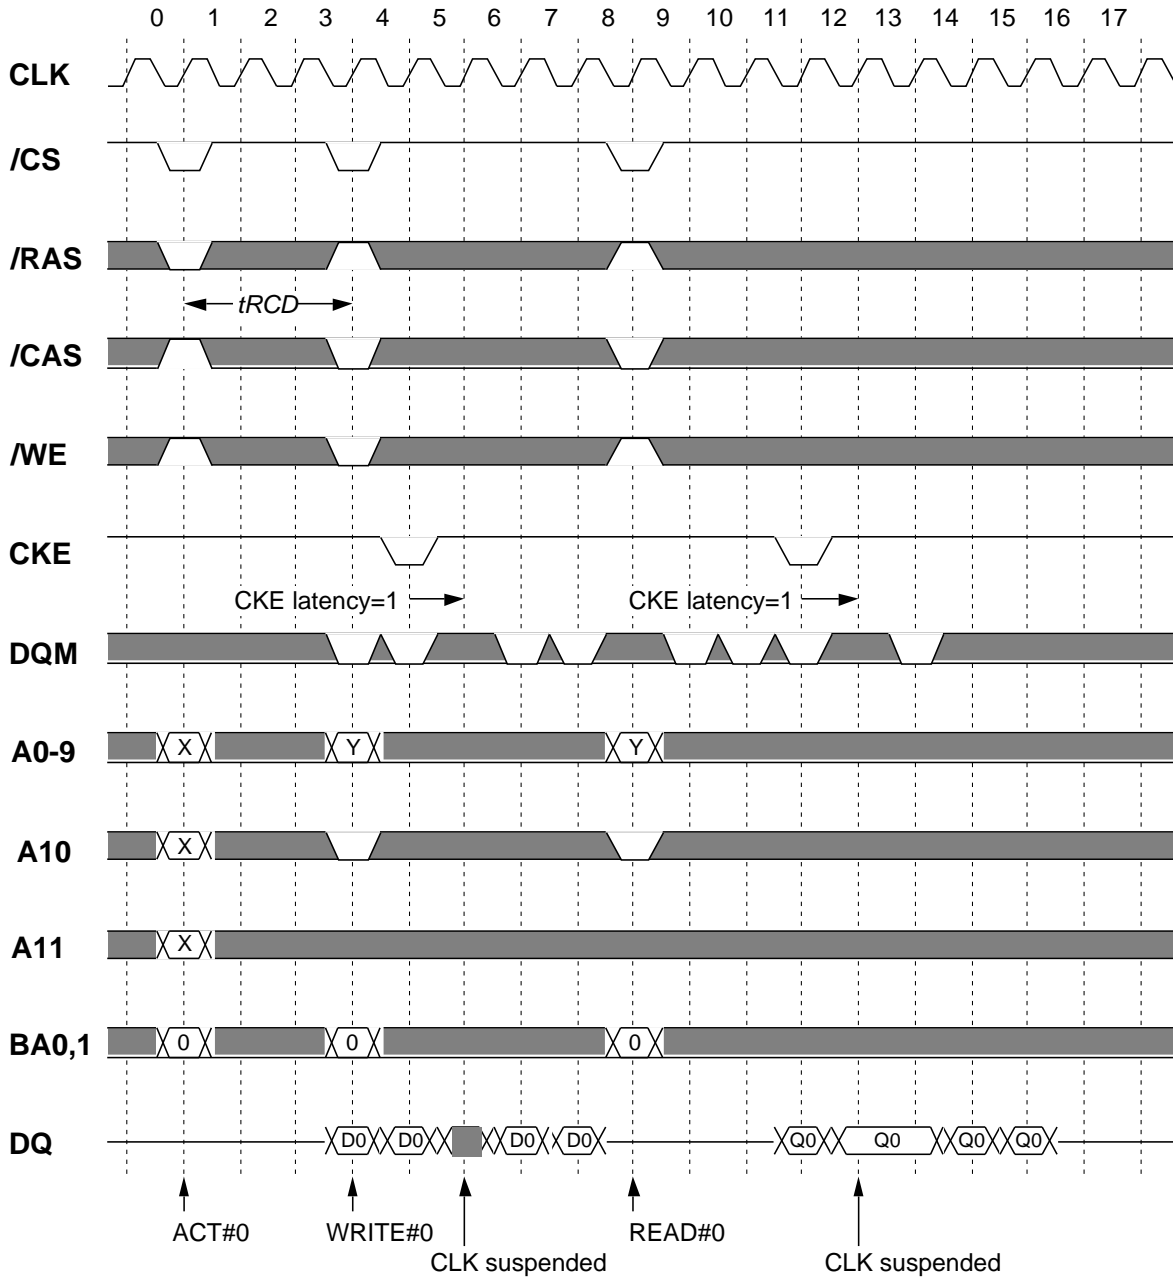 0 1 2 3 4 5 6 7 8 9 10 11 12 13 14 15 16 17
CLK
/CS
/RAS
tRCD
/CAS
/WE
CKE
CKE latency=1 CKE latency=1
DQM
A0-9 X Y Y
A10 X
A11 X
BA0,1 0 0 0
DQ D0 D0 D0 D0 Q0 Q0 Q0 Q0
ACT#0 WRITE#0 READ#0
CLK suspended CLK suspended